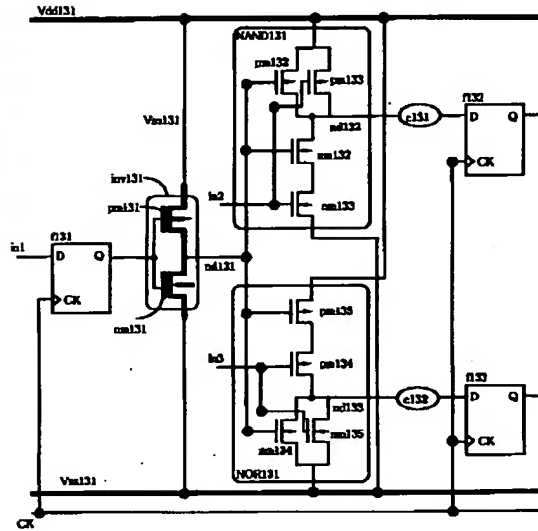 Vdd131
NAND131
pm132
pm133
f132
D Q
c131
nd132
CK
Vss131
nm132
inv131
pm131
in2
nm133
in1
f131
D Q
nd131
CK
nm131
pm135
in3
pm134
f133
D Q
c132
nd133
nm134
nm135
CK
NOR131
Vss131
CK